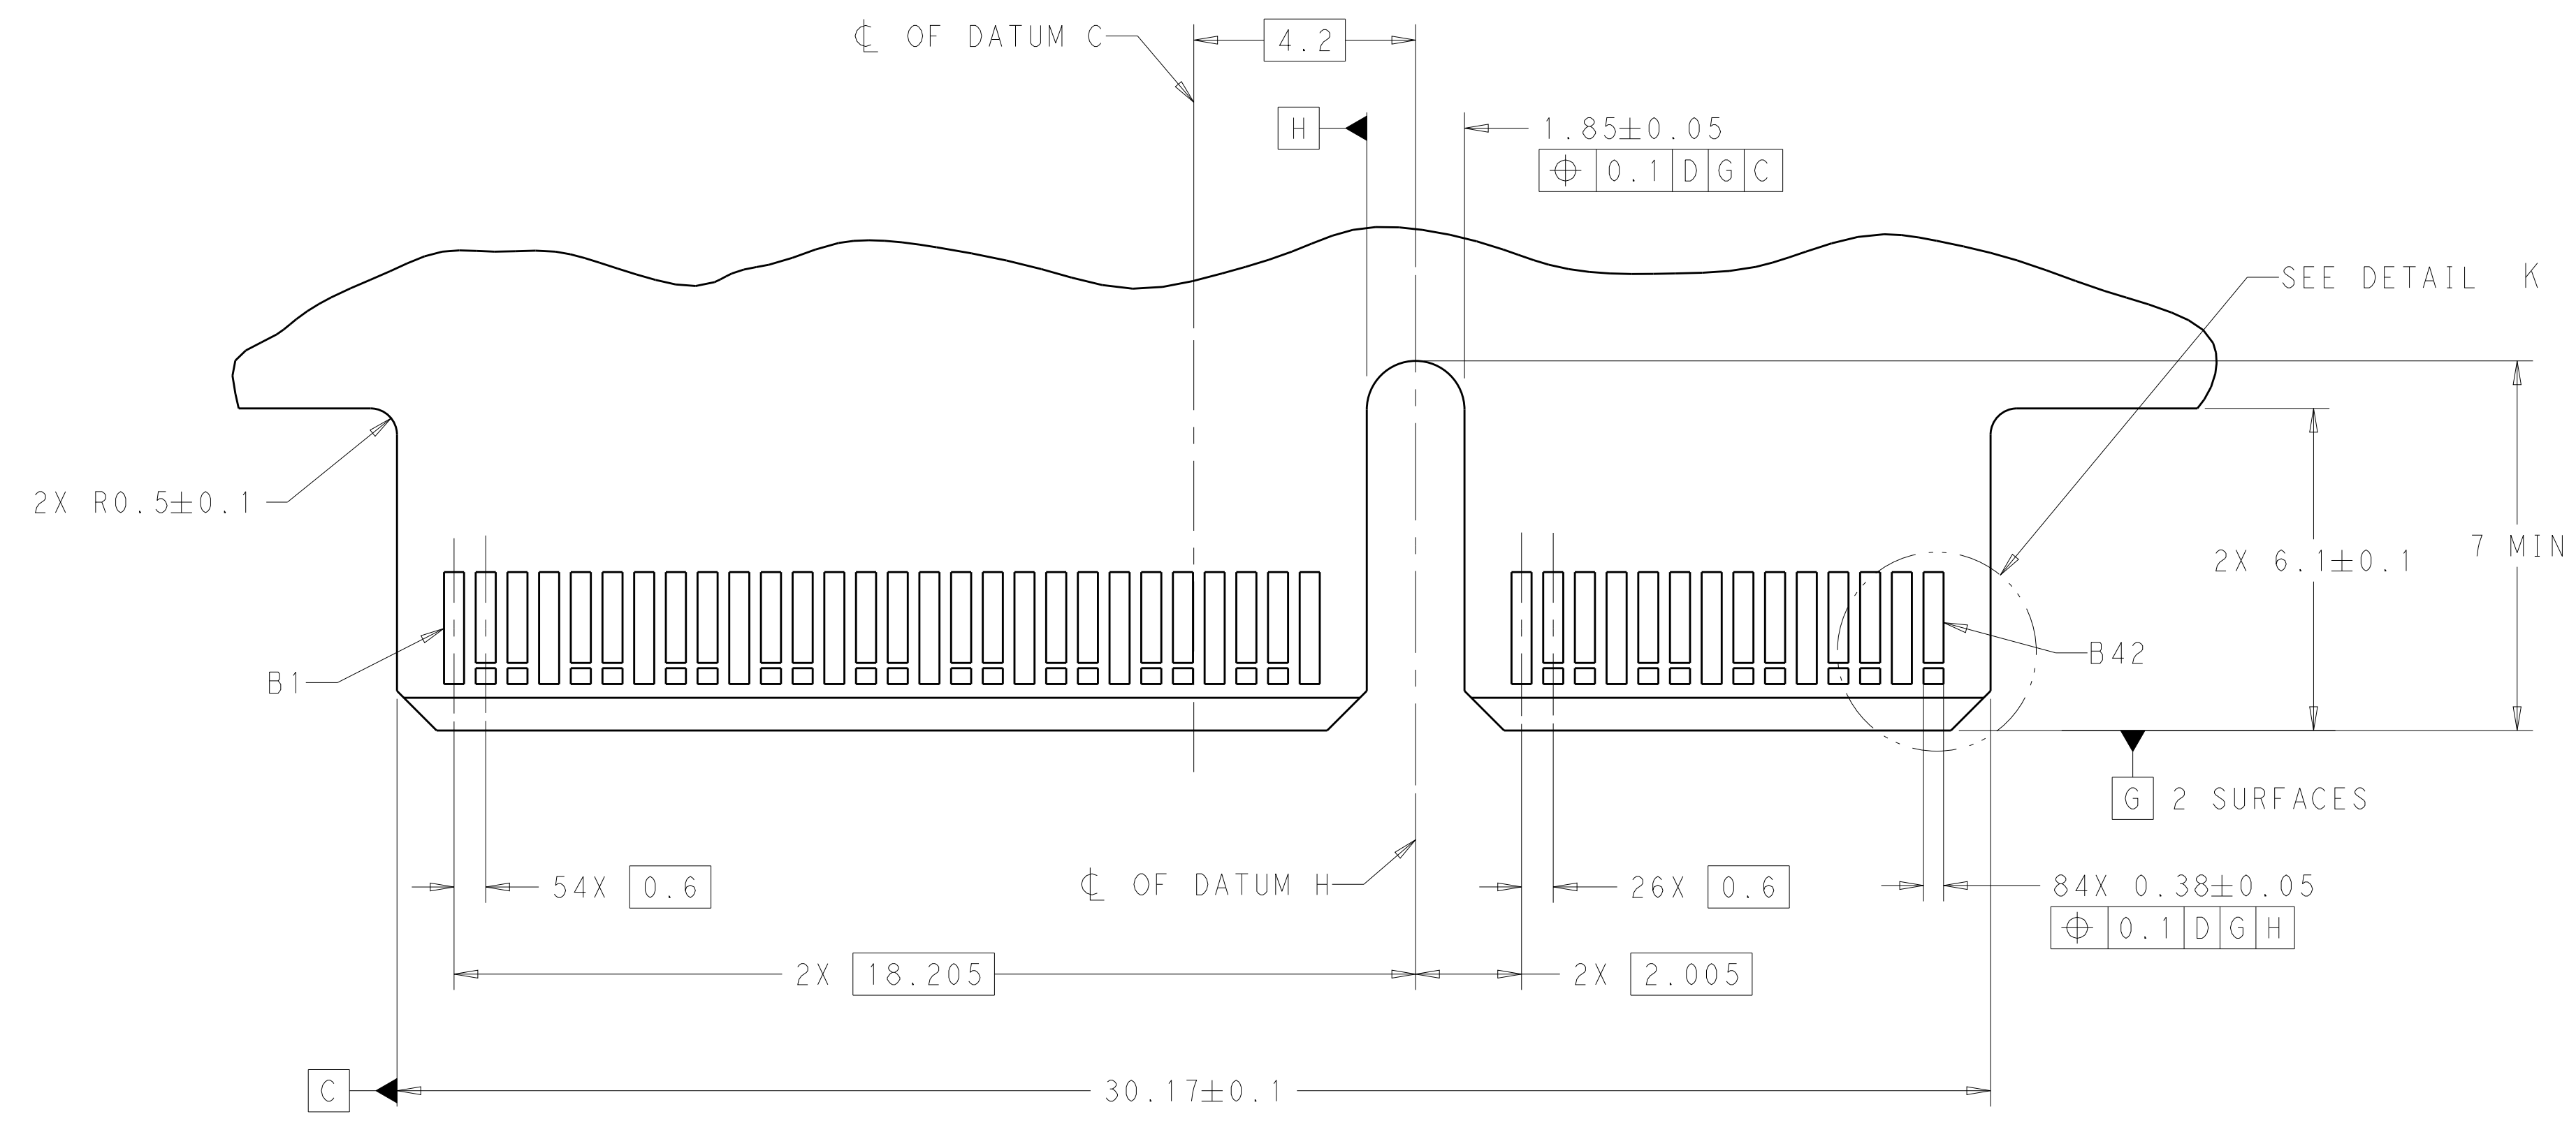 ℄ OF DATUM C
4.2
H
1.85±0.05
⌖ 0.1 D G C
SEE DETAIL K
2X R0.5±0.1
7 MIN
2X 6.1±0.1
B1
B42
G 2 SURFACES
54X 0.6
℄ OF DATUM H
26X 0.6
84X 0.38±0.05
⌖ 0.1 D G H
2X 18.205
2X 2.005
C
30.17±0.1